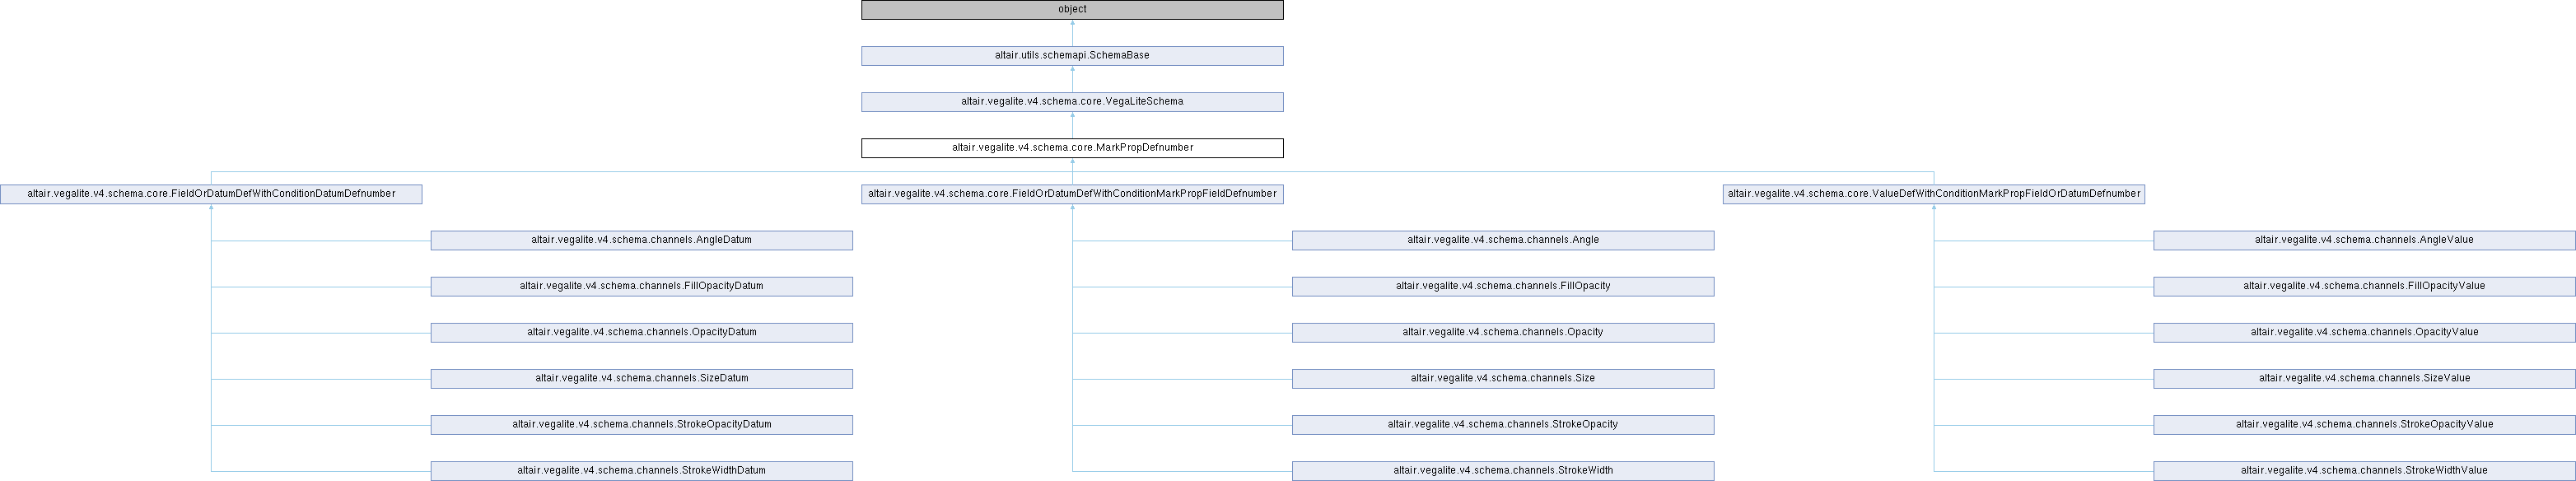 object
altair.utils.schemapi.SchemaBase
altair.vegalite.v4.schema.core.VegaLiteSchema
altair.vegalite.v4.schema.core.MarkPropDefnumber
altair.vegalite.v4.schema.core.FieldOrDatumDefWithConditionDatumDefnumber
altair.vegalite.v4.schema.core.FieldOrDatumDefWithConditionMarkPropFieldDefnumber
altair.vegalite.v4.schema.core.ValueDefWithConditionMarkPropFieldOrDatumDefnumber
altair.vegalite.v4.schema.channels.AngleDatum
altair.vegalite.v4.schema.channels.Angle
altair.vegalite.v4.schema.channels.AngleValue
altair.vegalite.v4.schema.channels.FillOpacityDatum
altair.vegalite.v4.schema.channels.FillOpacity
altair.vegalite.v4.schema.channels.FillOpacityValue
altair.vegalite.v4.schema.channels.OpacityDatum
altair.vegalite.v4.schema.channels.Opacity
altair.vegalite.v4.schema.channels.OpacityValue
altair.vegalite.v4.schema.channels.SizeDatum
altair.vegalite.v4.schema.channels.Size
altair.vegalite.v4.schema.channels.SizeValue
altair.vegalite.v4.schema.channels.StrokeOpacityDatum
altair.vegalite.v4.schema.channels.StrokeOpacity
altair.vegalite.v4.schema.channels.StrokeOpacityValue
altair.vegalite.v4.schema.channels.StrokeWidthDatum
altair.vegalite.v4.schema.channels.StrokeWidth
altair.vegalite.v4.schema.channels.StrokeWidthValue